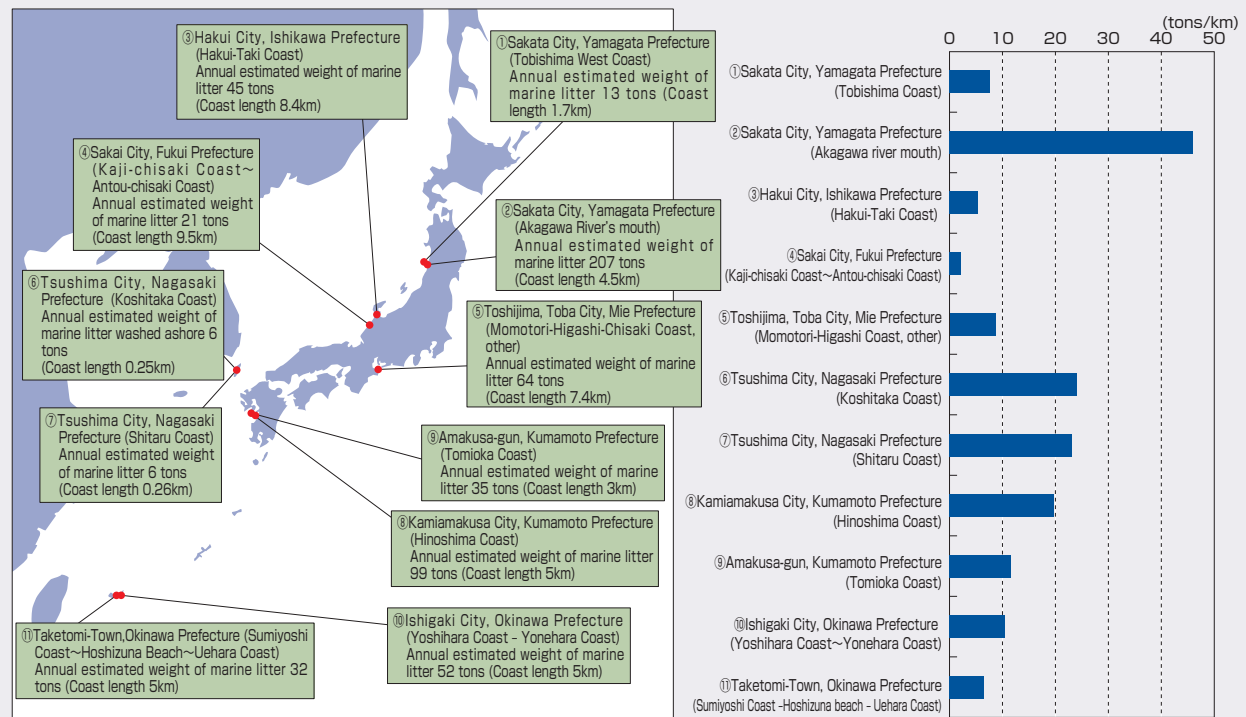 ③Hakui City, Ishikawa Prefecture
(Hakui-Taki Coast)
Annual estimated weight of marine
litter 45 tons
(Coast length 8.4km)
①Sakata City, Yamagata Prefecture
(Tobishima West Coast)
Annual estimated weight of
marine litter 13 tons (Coast
length 1.7km)
④Sakai City, Fukui Prefecture
(Kaji-chisaki Coast～
Antou-chisaki Coast)
Annual estimated weight
of marine litter 21 tons
(Coast length 9.5km)
②Sakata City, Yamagata Prefecture
(Akagawa River's mouth)
Annual estimated weight of
marine litter 207 tons
(Coast length 4.5km)
⑥Tsushima City, Nagasaki
Prefecture (Koshitaka Coast)
Annual estimated weight of
marine litter washed ashore 6
tons
(Coast length 0.25km)
⑤Toshijima, Toba City, Mie Prefecture
(Momotori-Higashi-Chisaki Coast,
other)
Annual estimated weight of marine
litter 64 tons
(Coast length 7.4km)
⑦Tsushima City, Nagasaki
Prefecture (Shitaru Coast)
Annual estimated weight
of marine litter 6 tons
(Coast length 0.26km)
⑨Amakusa-gun, Kumamoto Prefecture
(Tomioka Coast)
Annual estimated weight of marine
litter 35 tons (Coast length 3km)
⑧Kamiamakusa City, Kumamoto Prefecture
(Hinoshima Coast)
Annual estimated weight of marine litter
99 tons (Coast length 5km)
⑩Ishigaki City, Okinawa Prefecture
(Yoshihara Coast - Yonehara Coast)
Annual estimated weight of marine
litter 52 tons (Coast length 5km)
⑪Taketomi-Town,Okinawa Prefecture (Sumiyoshi
Coast～Hoshizuna Beach～Uehara Coast)
Annual estimated weight of marine litter 32
tons (Coast length 5km)
(tons/km)
0 10 20 30 40 50
①Sakata City, Yamagata Prefecture
(Tobishima Coast)
②Sakata City, Yamagata Prefecture
(Akagawa river mouth)
③Hakui City, Ishikawa Prefecture
(Hakui-Taki Coast)
④Sakai City, Fukui Prefecture
(Kaji-chisaki Coast～Antou-chisaki Coast)
⑤Toshijima, Toba City, Mie Prefecture
(Momotori-Higashi Coast, other)
⑥Tsushima City, Nagasaki Prefecture
(Koshitaka Coast)
⑦Tsushima City, Nagasaki Prefecture
(Shitaru Coast)
⑧Kamiamakusa City, Kumamoto Prefecture
(Hinoshima Coast)
⑨Amakusa-gun, Kumamoto Prefecture
(Tomioka Coast)
⑩Ishigaki City, Okinawa Prefecture
(Yoshihara Coast～Yonehara Coast)
⑪Taketomi-Town, Okinawa Prefecture
(Sumiyoshi Coast -Hoshizuna beach - Uehara Coast)